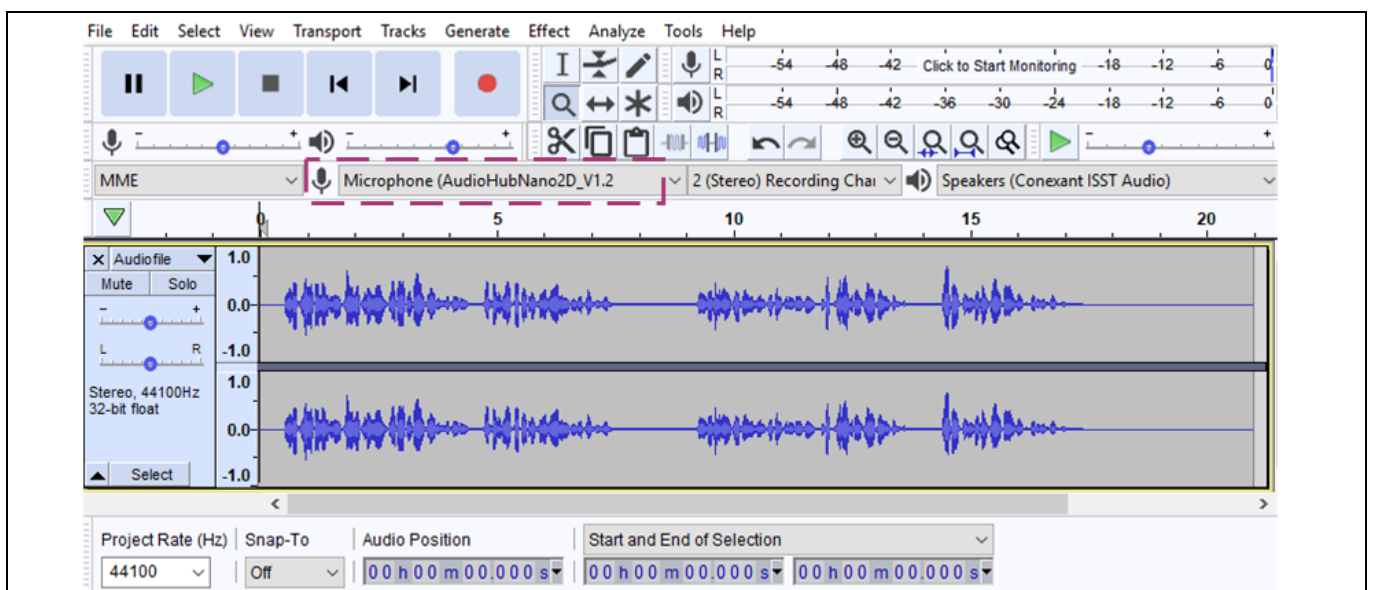 File Edit Select View Transport Tracks Generate Effect Analyze Tools Help
L
R
-54 -48 -42 Click to Start Monitoring -18 -12 -6 0
L
R
-54 -48 -42 -36 -30 -24 -18 -12 -6 0
- + - + - +
MME Microphone (AudioHubNano2D_V1.2 2 (Stereo) Recording Chai Speakers (Conexant ISST Audio)
0 5 10 15 20
X Audiofile 1.0
Mute Solo
- + 0.0
L R -1.0
Stereo, 44100Hz 1.0
32-bit float
0.0
Select -1.0
Project Rate (Hz) Snap-To Audio Position Start and End of Selection
44100 Off 00 h 00 m 00.000 s 00 h 00 m 00.000 s 00 h 00 m 00.000 s